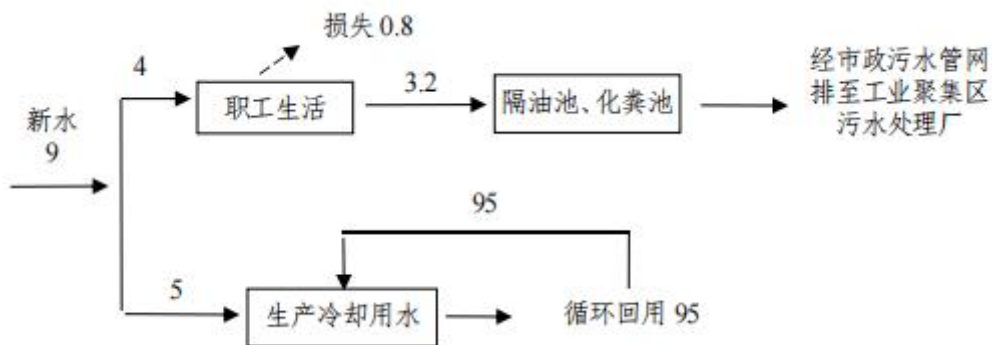 损失 0.8
4
职工生活
3.2
隔油池、化粪池
经市政污水管网
排至工业聚集区
污水处理厂
新水
9
95
5
生产冷却用水
循环回用 95